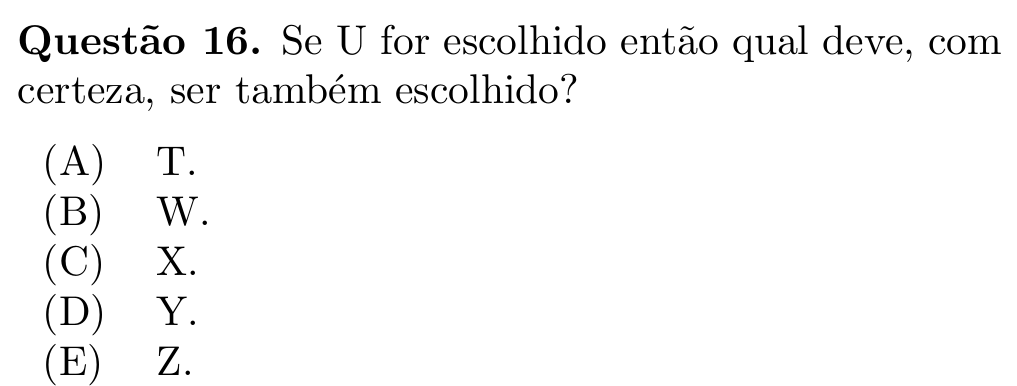 Questão 16. Se U for escolhido então qual deve, com
certeza, ser também escolhido?
(A) T.
(B) W.
(C) X.
(D) Y.
(E) Z.